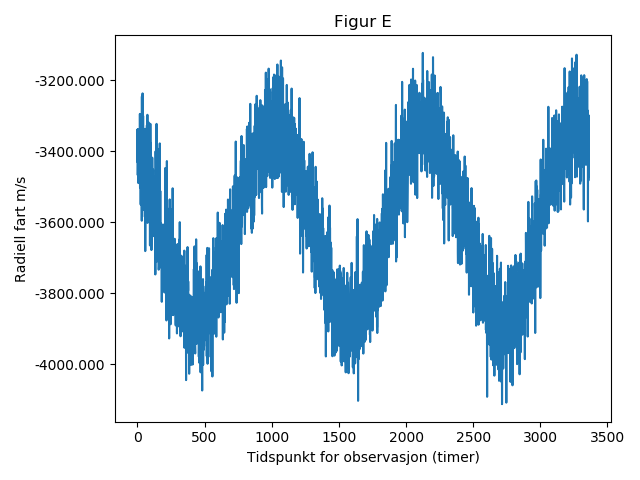 Figur E
-3200.000
-3400.000
-3600.000
-3800.000
-4000.000
Radiell fart m/s
0 500 1000 1500 2000 2500 3000 3500
Tidspunkt for observasjon (timer)